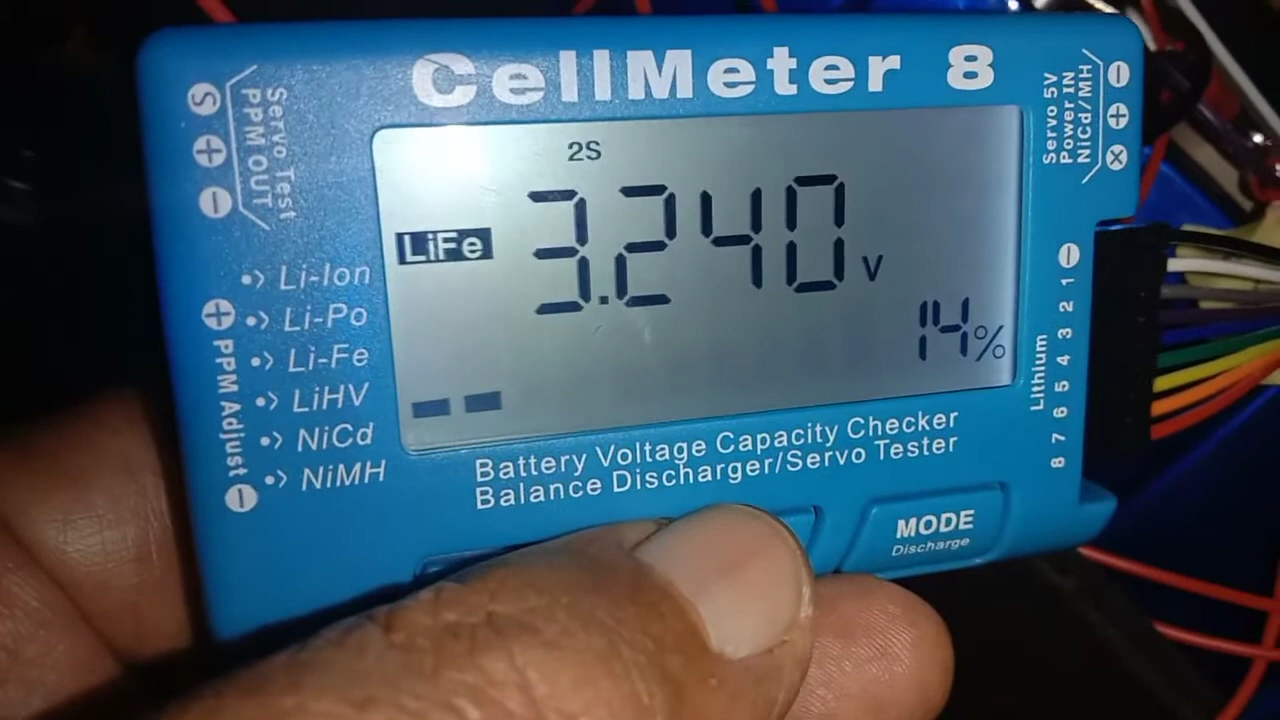 CellMeter 8
Servo Test
PPM OUT
S
+
-
Servo 5V
Power IN
NiCd/MH
-
+
×
2S
LiFe
3.240 V
14%
•> Li-Ion
•> Li-Po
•> Li-Fe
•> LiHV
•> NiCd
•> NiMH
+ PPM Adjust -
Lithium
8 7 6 5 4 3 2 1 -
Battery Voltage Capacity Checker
Balance Discharger/Servo Tester
MODE
Discharge